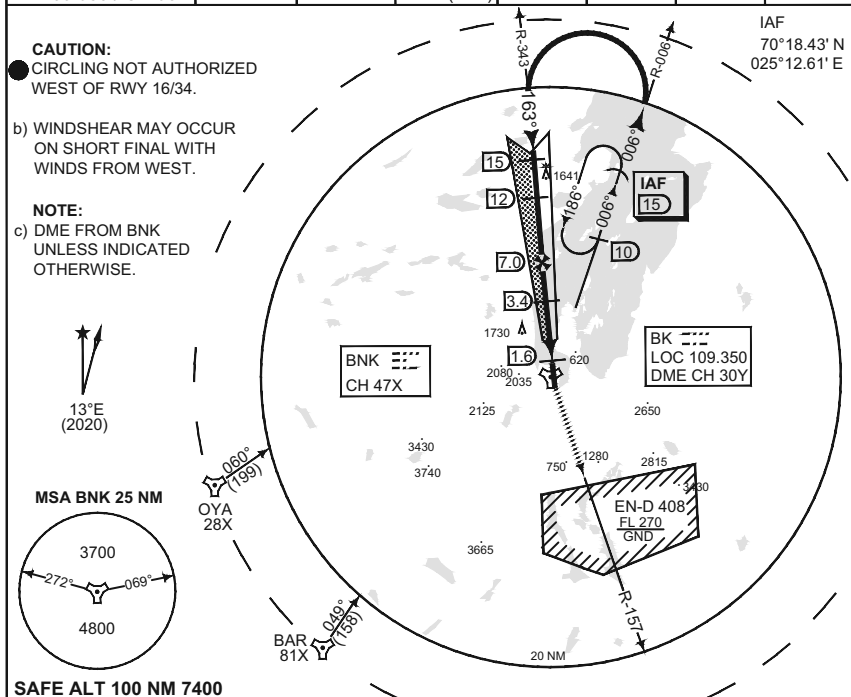 CAUTION:
CIRCLING NOT AUTHORIZED
WEST OF RWY 16/34.
b) WINDSHEAR MAY OCCUR
ON SHORT FINAL WITH
WINDS FROM WEST.
NOTE:
c) DME FROM BNK
UNLESS INDICATED
OTHERWISE.
13°E
(2020)
MSA BNK 25 NM
3700
272°
069°
4800
SAFE ALT 100 NM 7400
IAF
70°18.43' N
025°12.61' E
R-343
R-006
163°
006°
15
1641
12
186°
006°
IAF
15
10
7.0
3.4
1730
1.6
620
BNK
CH 47X
BK
LOC 109.350
DME CH 30Y
2080
2035
2125
2650
3430
3740
750
1280
2815
3430
EN-D 408
FL 270
GND
3665
R-157
20 NM
060°
(199)
OYA
28X
049°
(158)
BAR
81X